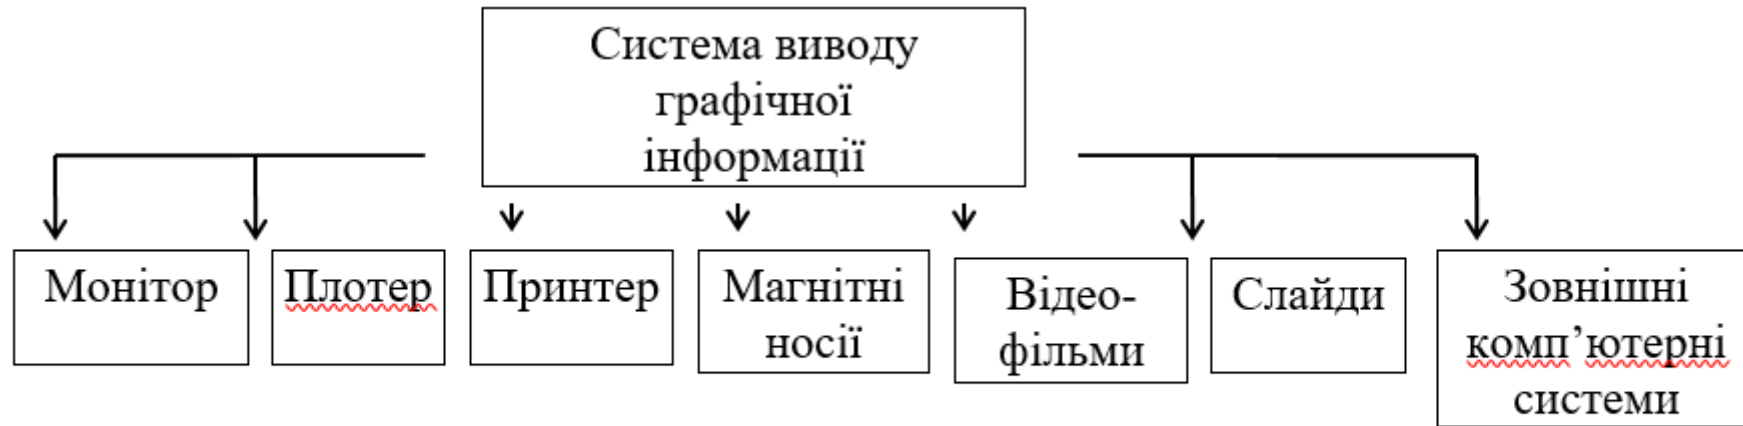 Система виводу
графічної
інформації
Монітор
Плотер
Принтер
Магнітні
носії
Відео-
фільми
Слайди
Зовнішні
комп’ютерні
системи